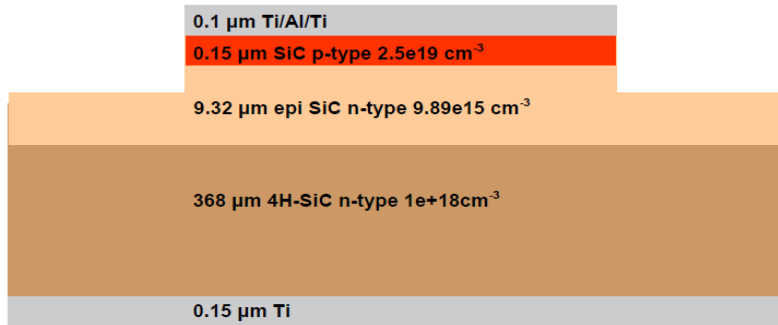 0.1 µm Ti/Al/Ti
0.15 µm SiC p-type 2.5e19 cm⁻³
9.32 µm epi SiC n-type 9.89e15 cm⁻³
368 µm 4H-SiC n-type 1e+18cm⁻³
0.15 µm Ti